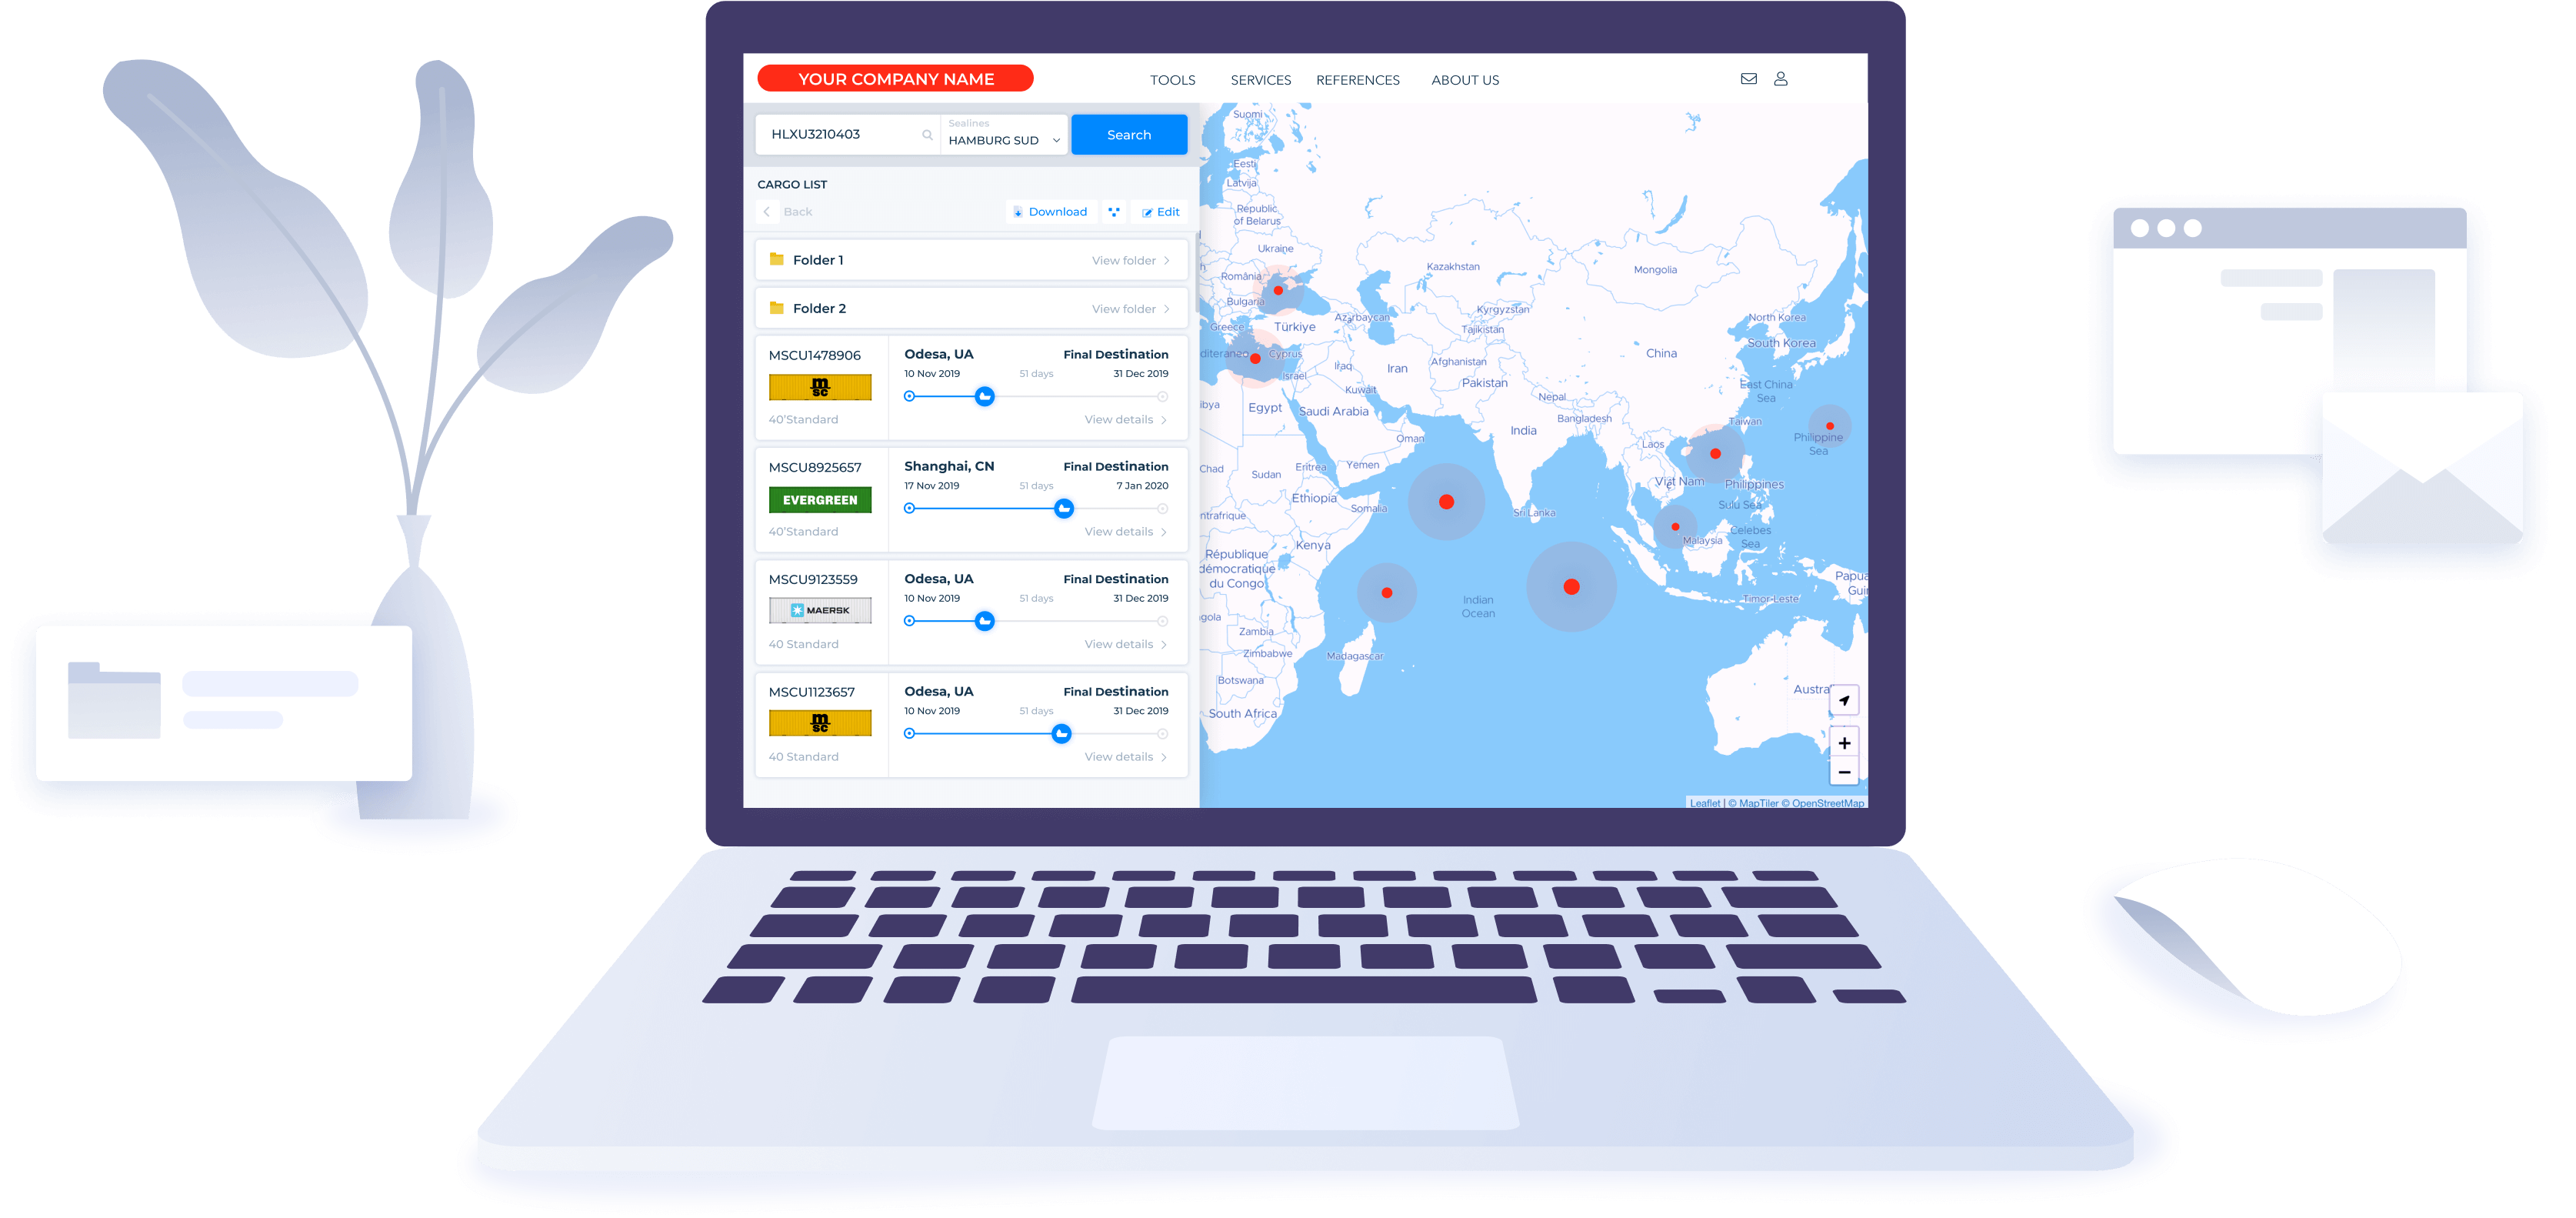 YOUR COMPANY NAME
TOOLS SERVICES REFERENCES ABOUT US
HLXU3210403
Sealines
HAMBURG SUD
Search
CARGO LIST
Back
Download
Edit
Folder 1
View folder
Folder 2
View folder
MSCU1478906
m
sc
40'Standard
Odesa, UA
Final Destination
10 Nov 2019
51 days
31 Dec 2019
View details
MSCU8925657
EVERGREEN
40'Standard
Shanghai, CN
Final Destination
17 Nov 2019
51 days
7 Jan 2020
View details
MSCU9123559
MAERSK
40 Standard
Odesa, UA
Final Destination
10 Nov 2019
51 days
31 Dec 2019
View details
MSCU1123657
m
sc
40 Standard
Odesa, UA
Final Destination
10 Nov 2019
51 days
31 Dec 2019
View details
Suomi
Eesti
Latvija
Republic
of Belarus
Ukraine
România
Bulgaria
Greece
Türkiye
Azərbaycan
Kazakhstan
Mongolia
Kyrgyzstan
Tajikistan
North Korea
South Korea
China
Cyprus
Israel
Iraq
Iran
Afghanistan
Kuwait
Pakistan
East China
Sea
Nepal
Egypt
Saudi Arabia
Bangladesh
Taiwan
India
Oman
Laos
Philippine
Sea
Chad
Sudan
Eritrea
Yemen
Việt Nam
Philippines
Ethiopia
Somalia
Sri Lanka
Sulu Sea
Celebes
Sea
Malaysia
Kenya
République
démocratique
du Congo
Indian
Ocean
Timor-Leste
Papua
Zambia
Zimbabwe
Madagascar
Botswana
South Africa
Leaflet | © MapTiler © OpenStreetMap